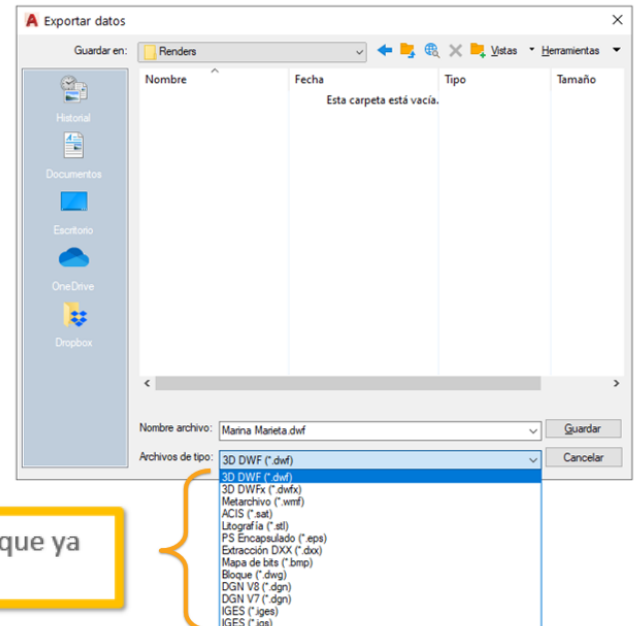 Exportar datos
Guardar en: Renders Vistas Herramientas
Nombre Fecha Tipo Tamaño
Esta carpeta está vacía.
Historial
Documentos
Escritorio
OneDrive
Dropbox
Nombre archivo: Marina Marieta.dwf Guardar
Archivos de tipo: 3D DWF (*.dwf) Cancelar
3D DWF (*.dwf)
3D DWFx (*.dwfx)
Metarchivo (*.wmf)
ACIS (*.sat)
Litografía (*.stl)
PS Encapsulado (*.eps)
Extracción DXX (*.dxx)
Mapa de bits (*.bmp)
Bloque (*.dwg)
DGN V8 (*.dgn)
DGN V7 (*.dgn)
IGES (*.iges)
IGES (*.igs)
que ya